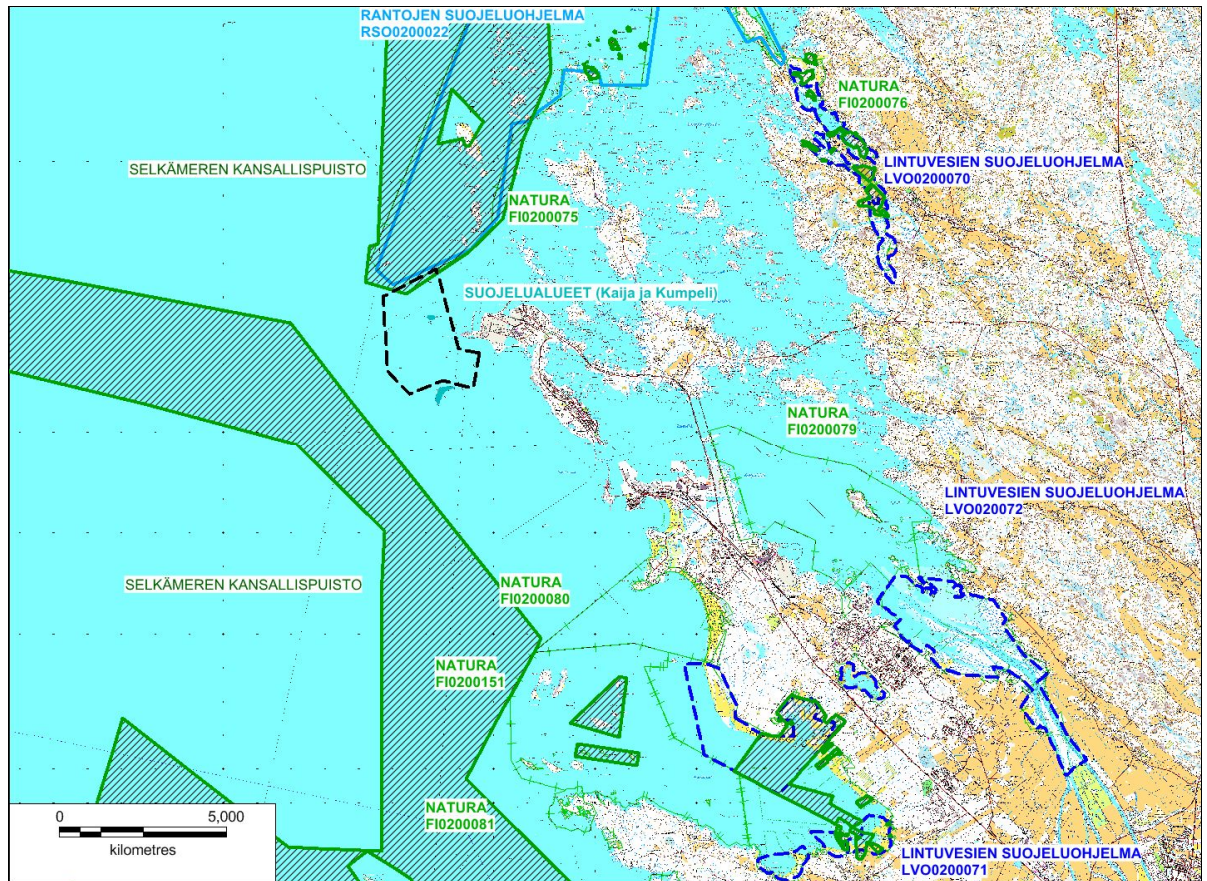 RANTOJEN SUOJELUOHJELMA
RSO0200022
NATURA
FI0200076
SELKÄMEREN KANSALLISPUISTO
LINTUVESIEN SUOJELUOHJELMA
LVO0200070
NATURA
FI0200075
SUOJELUALUEET (Kaija ja Kumpeli)
NATURA
FI0200079
LINTUVESIEN SUOJELUOHJELMA
LVO020072
SELKÄMEREN KANSALLISPUISTO
NATURA
FI0200080
NATURA
FI0200151
NATURA
FI0200081
0 5,000
kilometres
LINTUVESIEN SUOJELUOHJELMA
LVO0200071